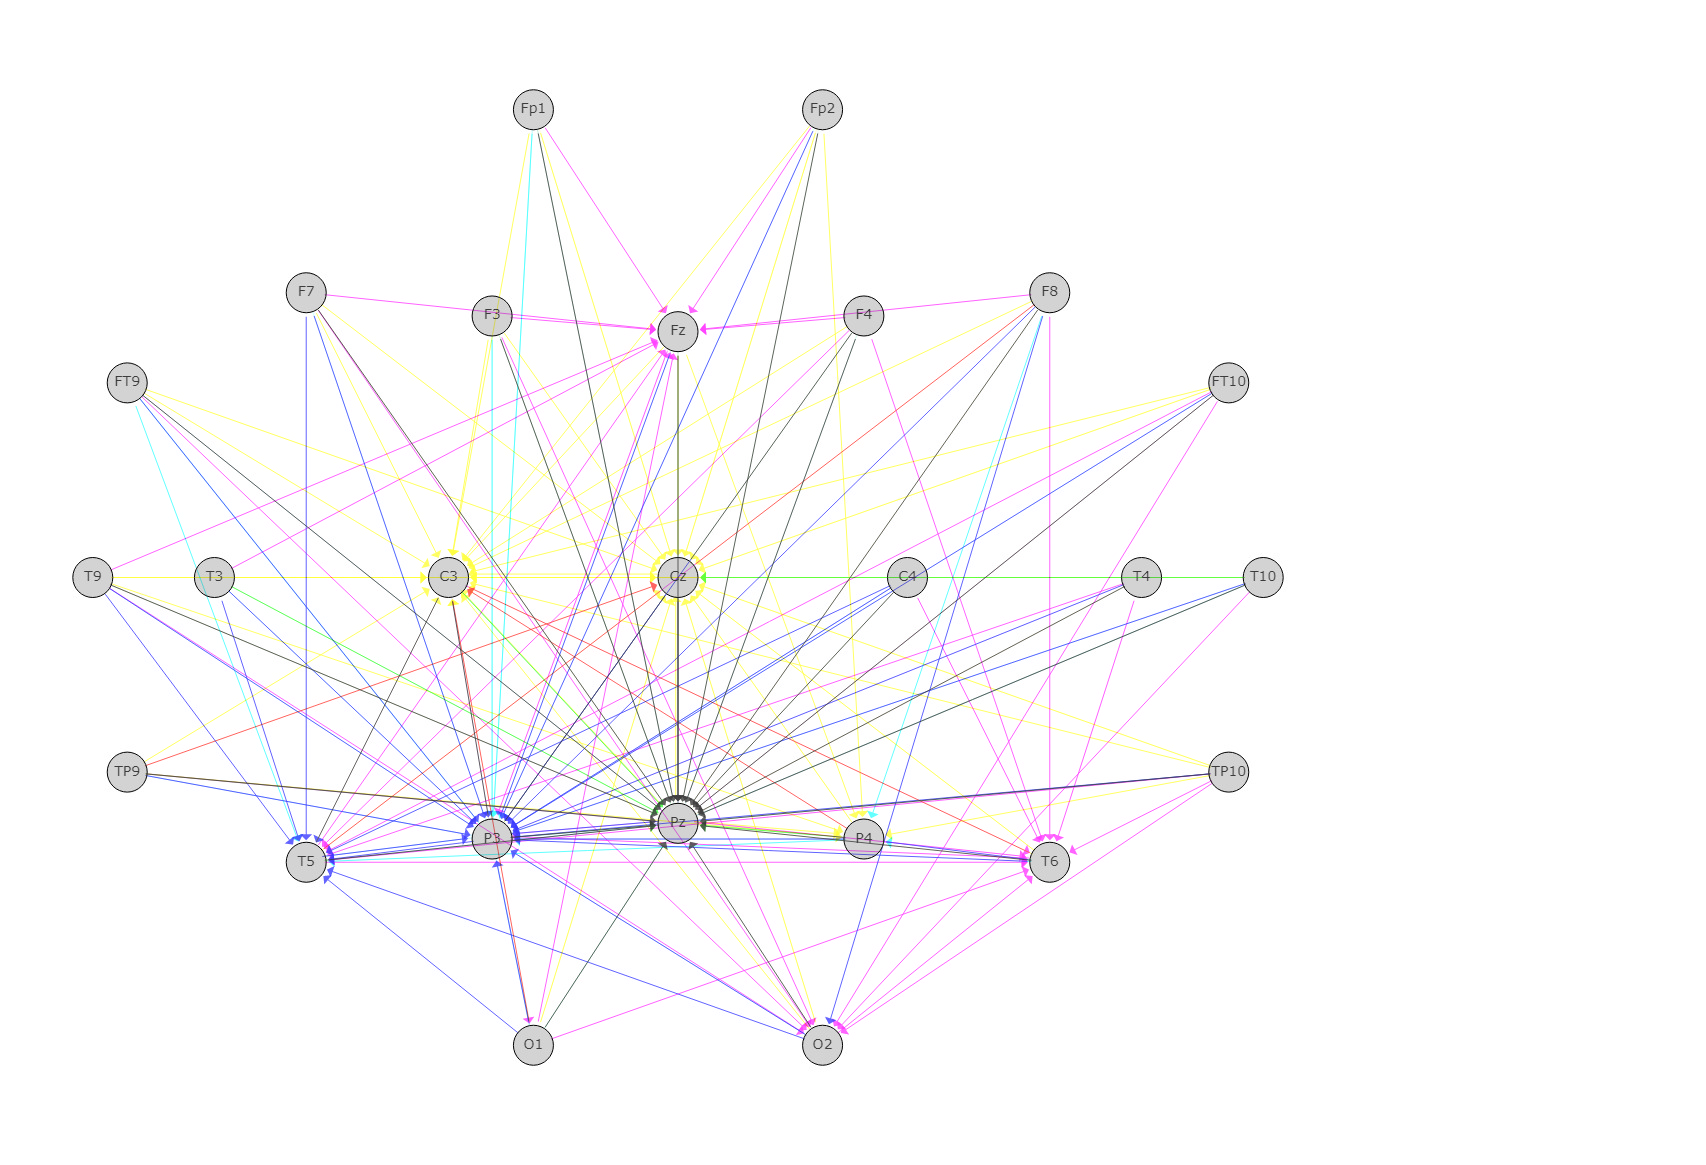 Fp1 Fp2
F7 F3 Fz F4 F8
FT9 FT10
T9 T3 C3 Cz C4 T4 T10
TP9 TP10
T5 P3 Pz P4 T6
O1 O2